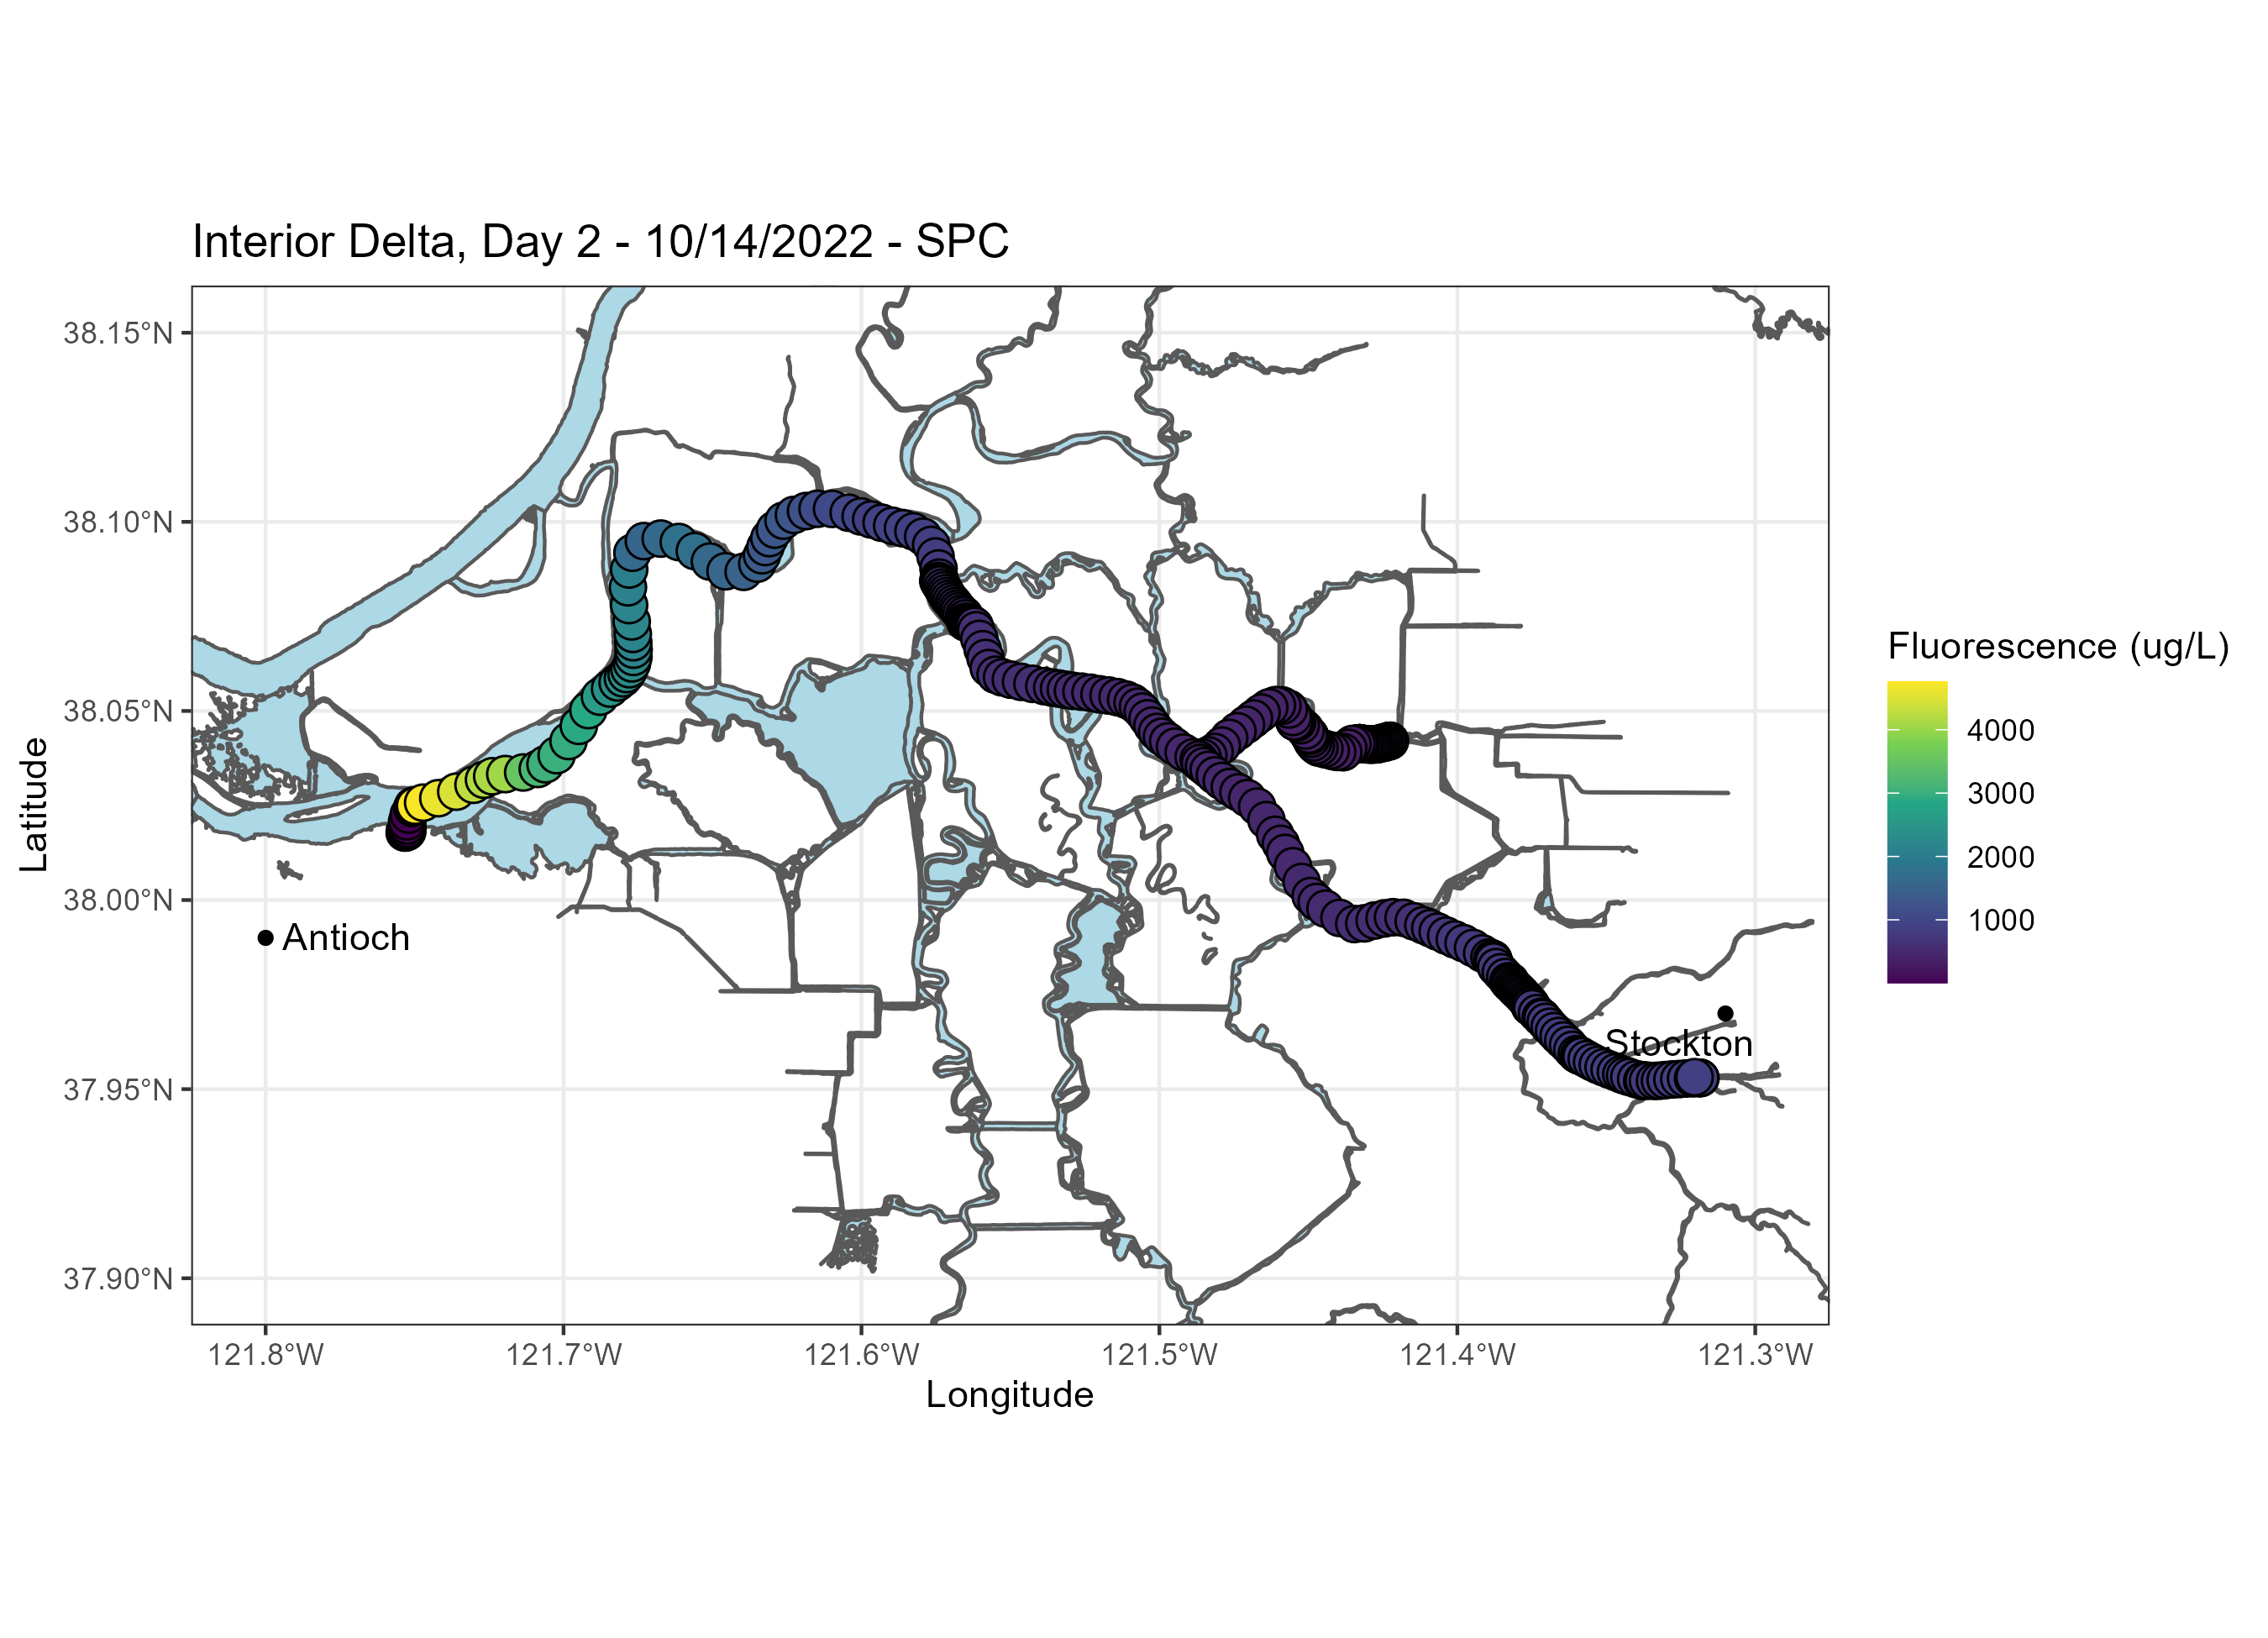 Interior Delta, Day 2 - 10/14/2022 - SPC
38.15°N
38.10°N
38.05°N
38.00°N
37.95°N
37.90°N
Latitude
Antioch
Stockton
121.8°W
121.7°W
121.6°W
121.5°W
121.4°W
121.3°W
Longitude
Fluorescence (ug/L)
4000
3000
2000
1000